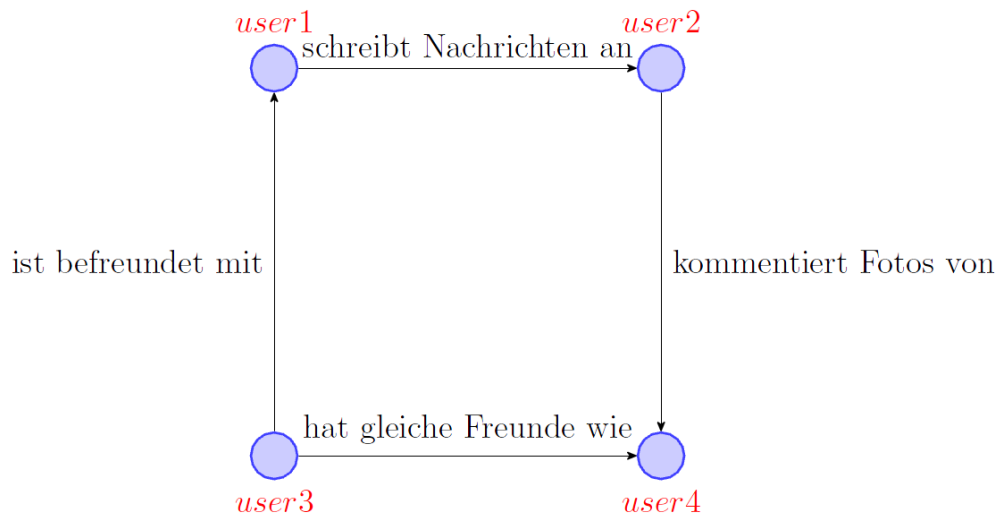 user1
user2
schreibt Nachrichten an
ist befreundet mit
kommentiert Fotos von
hat gleiche Freunde wie
user3
user4